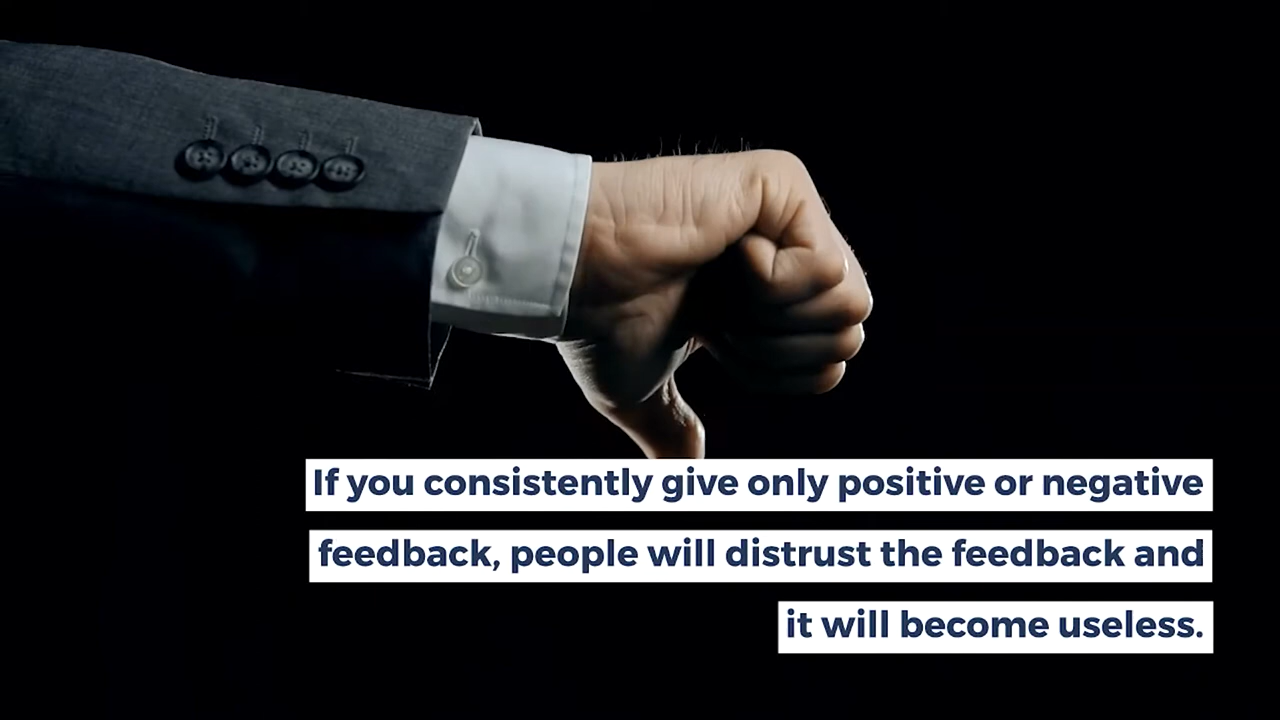 If you consistently give only positive or negative
feedback, people will distrust the feedback and
it will become useless.